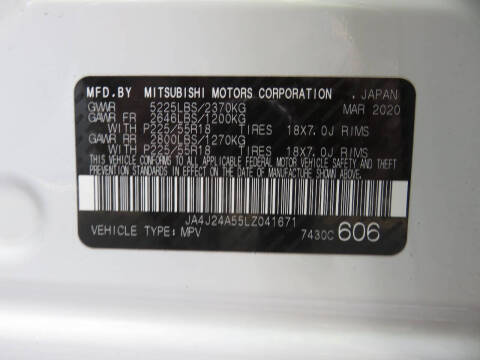 MFD.BY MITSUBISHI MOTORS CORPORATION , JAPAN
GVWR 5225LBS/2370KG MAR 2020
GAWR FR 2646LBS/1200KG
WITH P225/55R18 TIRES 18X7.0J RIMS
GAWR RR 2800LBS/1270KG
WITH P225/55R18 TIRES 18X7.0J RIMS
THIS VEHICLE CONFORMS TO ALL APPLICABLE FEDERAL MOTOR VEHICLE SAFETY AND THEFT
PREVENTION STANDARDS IN EFFECT ON THE DATE OF MANUFACTURE SHOWN ABOVE.
JA4J24A55LZ041671
VEHICLE TYPE: MPV 7430C 606